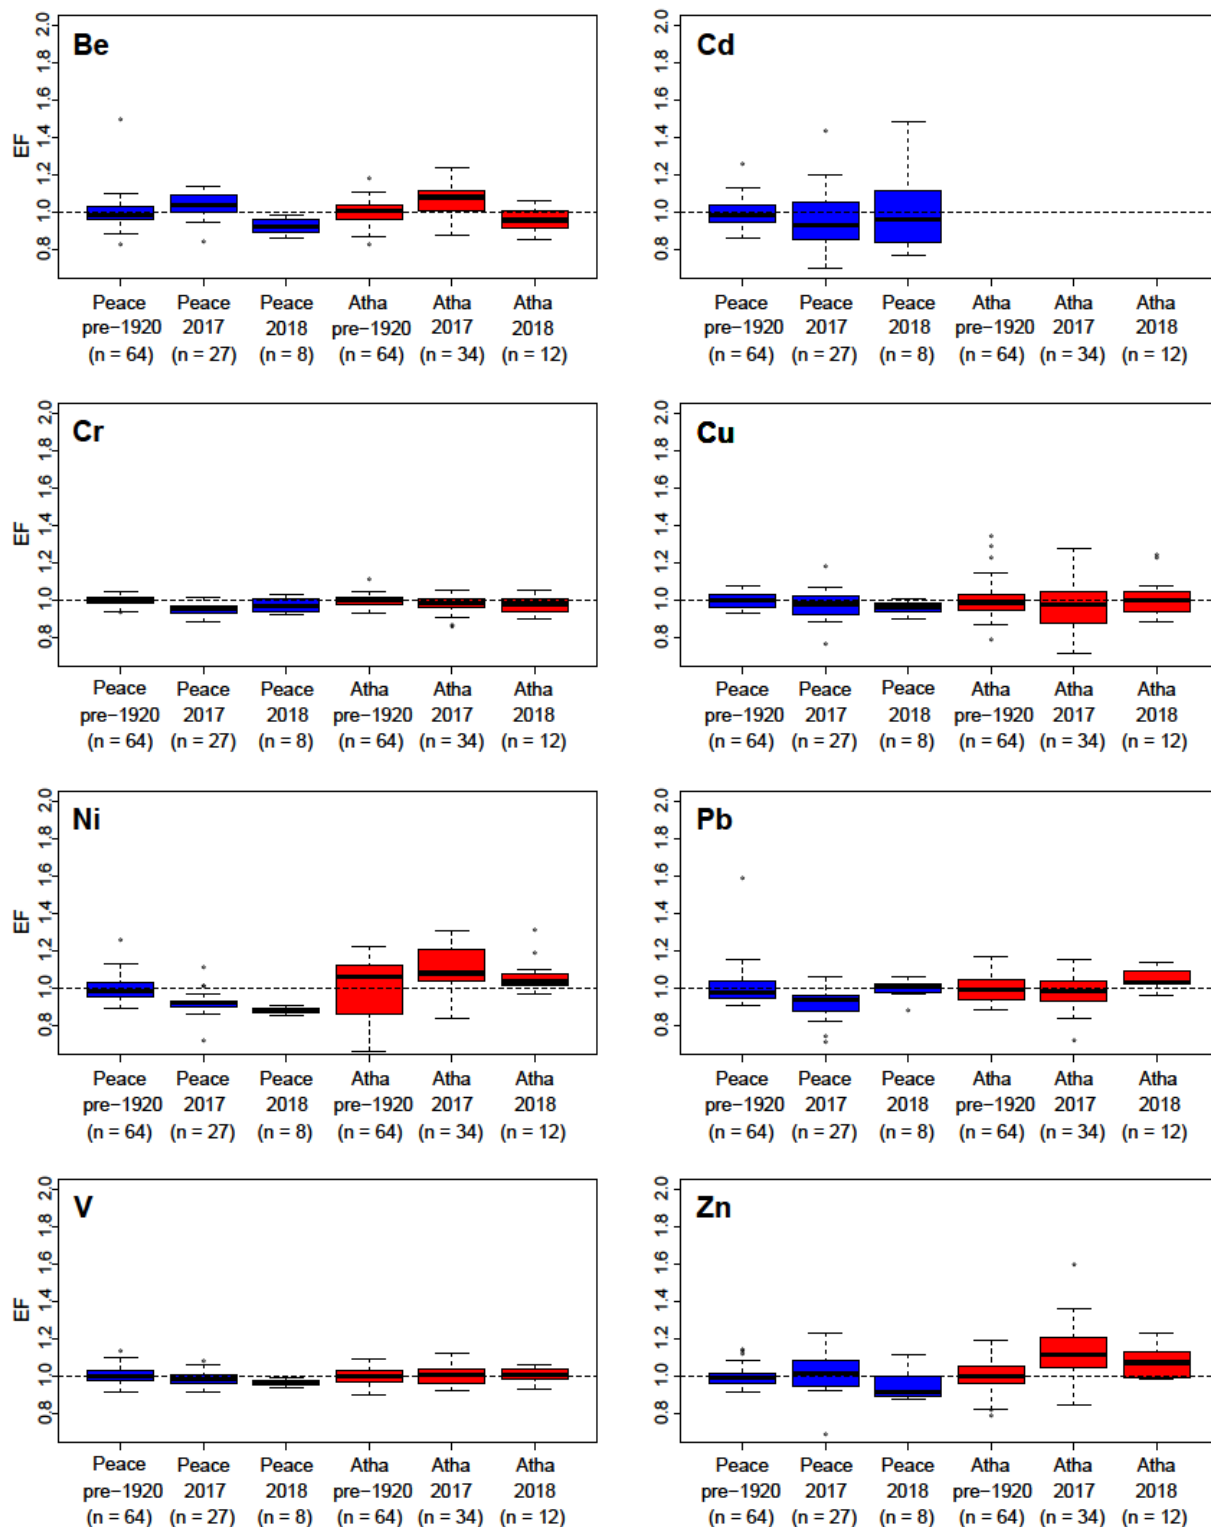 Be
EF
2.0
1.8
1.6
1.4
1.2
1.0
0.8
Peace Peace Peace Atha Atha Atha
pre−1920 2017 2018 pre−1920 2017 2018
(n = 64) (n = 27) (n = 8) (n = 64) (n = 34) (n = 12)
Cd
2.0
1.8
1.6
1.4
1.2
1.0
0.8
Peace Peace Peace Atha Atha Atha
pre−1920 2017 2018 pre−1920 2017 2018
(n = 64) (n = 27) (n = 8) (n = 64) (n = 34) (n = 12)
Cr
EF
2.0
1.8
1.6
1.4
1.2
1.0
0.8
Peace Peace Peace Atha Atha Atha
pre−1920 2017 2018 pre−1920 2017 2018
(n = 64) (n = 27) (n = 8) (n = 64) (n = 34) (n = 12)
Cu
2.0
1.8
1.6
1.4
1.2
1.0
0.8
Peace Peace Peace Atha Atha Atha
pre−1920 2017 2018 pre−1920 2017 2018
(n = 64) (n = 27) (n = 8) (n = 64) (n = 34) (n = 12)
Ni
EF
2.0
1.8
1.6
1.4
1.2
1.0
0.8
Peace Peace Peace Atha Atha Atha
pre−1920 2017 2018 pre−1920 2017 2018
(n = 64) (n = 27) (n = 8) (n = 64) (n = 34) (n = 12)
Pb
2.0
1.8
1.6
1.4
1.2
1.0
0.8
Peace Peace Peace Atha Atha Atha
pre−1920 2017 2018 pre−1920 2017 2018
(n = 64) (n = 27) (n = 8) (n = 64) (n = 34) (n = 12)
V
EF
2.0
1.8
1.6
1.4
1.2
1.0
0.8
Peace Peace Peace Atha Atha Atha
pre−1920 2017 2018 pre−1920 2017 2018
(n = 64) (n = 27) (n = 8) (n = 64) (n = 34) (n = 12)
Zn
2.0
1.8
1.6
1.4
1.2
1.0
0.8
Peace Peace Peace Atha Atha Atha
pre−1920 2017 2018 pre−1920 2017 2018
(n = 64) (n = 27) (n = 8) (n = 64) (n = 34) (n = 12)